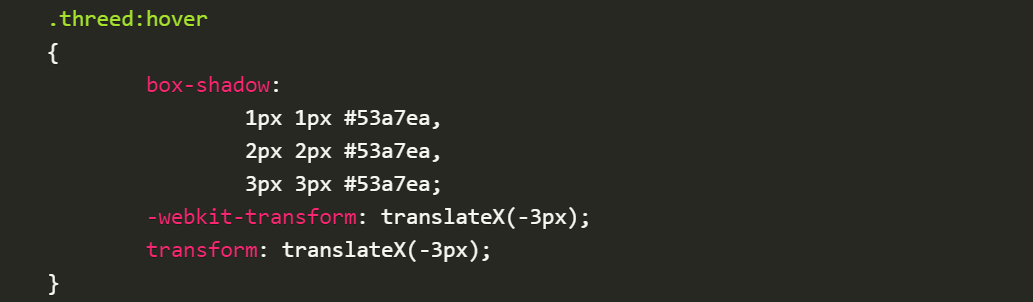 .threed:hover
{
box-shadow:
1px 1px #53a7ea,
2px 2px #53a7ea,
3px 3px #53a7ea;
-webkit-transform: translateX(-3px);
transform: translateX(-3px);
}